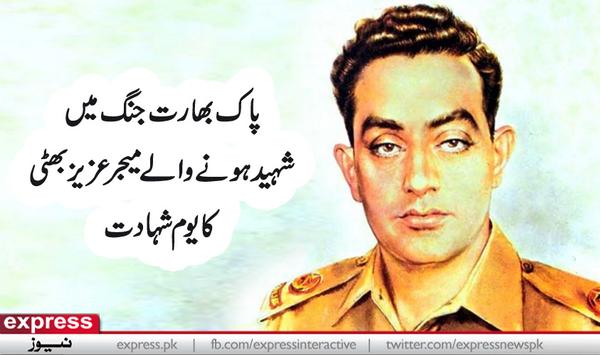 پاک بھارت جنگ میں
شہید ہونے والے میجر عزیز بھٹی
کا یوم شہادت
express
نیوز
express.pk | fb.com/expressinteractive | twitter.com/expressnewspk